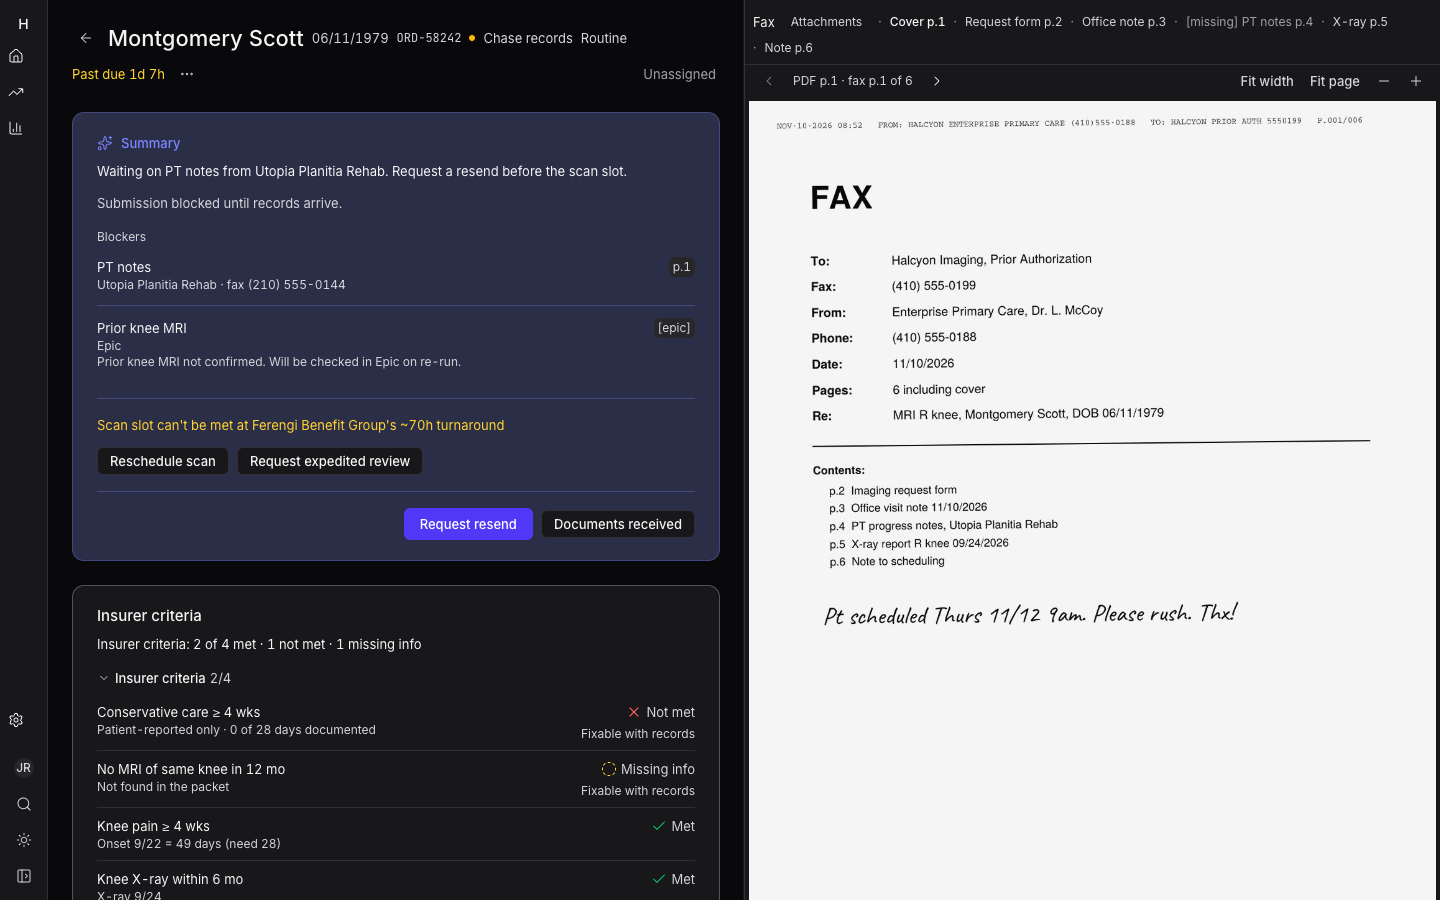 H
JR
Montgomery Scott 06/11/1979 ORD-58242 Chase records Routine
Past due 1d 7h ··· Unassigned
Summary
Waiting on PT notes from Utopia Planitia Rehab. Request a resend before the scan slot.
Submission blocked until records arrive.
Blockers
PT notes p.1
Utopia Planitia Rehab · fax (210) 555-0144
Prior knee MRI [epic]
Epic
Prior knee MRI not confirmed. Will be checked in Epic on re-run.
Scan slot can't be met at Ferengi Benefit Group's ~70h turnaround
Reschedule scan Request expedited review
Request resend Documents received
Insurer criteria
Insurer criteria: 2 of 4 met · 1 not met · 1 missing info
Insurer criteria 2/4
Conservative care ≥ 4 wks Not met
Patient-reported only · 0 of 28 days documented Fixable with records
No MRI of same knee in 12 mo Missing info
Not found in the packet Fixable with records
Knee pain ≥ 4 wks Met
Onset 9/22 = 49 days (need 28)
Knee X-ray within 6 mo Met
X-ray 9/24
Fax Attachments · Cover p.1 · Request form p.2 · Office note p.3 · [missing] PT notes p.4 · X-ray p.5
· Note p.6
PDF p.1 · fax p.1 of 6 Fit width Fit page
NOV-10-2026 08:52 FROM: HALCYON ENTERPRISE PRIMARY CARE (410)555-0188 TO: HALCYON PRIOR AUTH 5550199 P.001/006
FAX
To: Halcyon Imaging, Prior Authorization
Fax: (410) 555-0199
From: Enterprise Primary Care, Dr. L. McCoy
Phone: (410) 555-0188
Date: 11/10/2026
Pages: 6 including cover
Re: MRI R knee, Montgomery Scott, DOB 06/11/1979
Contents:
p.2 Imaging request form
p.3 Office visit note 11/10/2026
p.4 PT progress notes, Utopia Planitia Rehab
p.5 X-ray report R knee 09/24/2026
p.6 Note to scheduling
Pt scheduled Thurs 11/12 9am. Please rush. Thx!